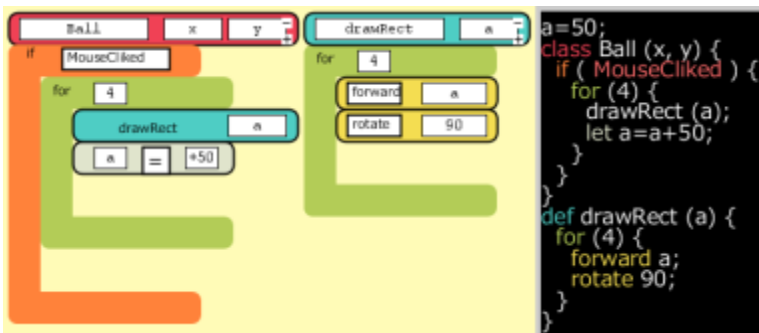 Ball x y - +
if MouseCliked
for 4
drawRect a
a = +50
drawRect a - +
for 4
forward a
rotate 90
a=50;
class Ball (x, y) {
if ( MouseCliked ) {
for (4) {
drawRect (a);
let a=a+50;
}
}
}
def drawRect (a) {
for (4) {
forward a;
rotate 90;
}
}